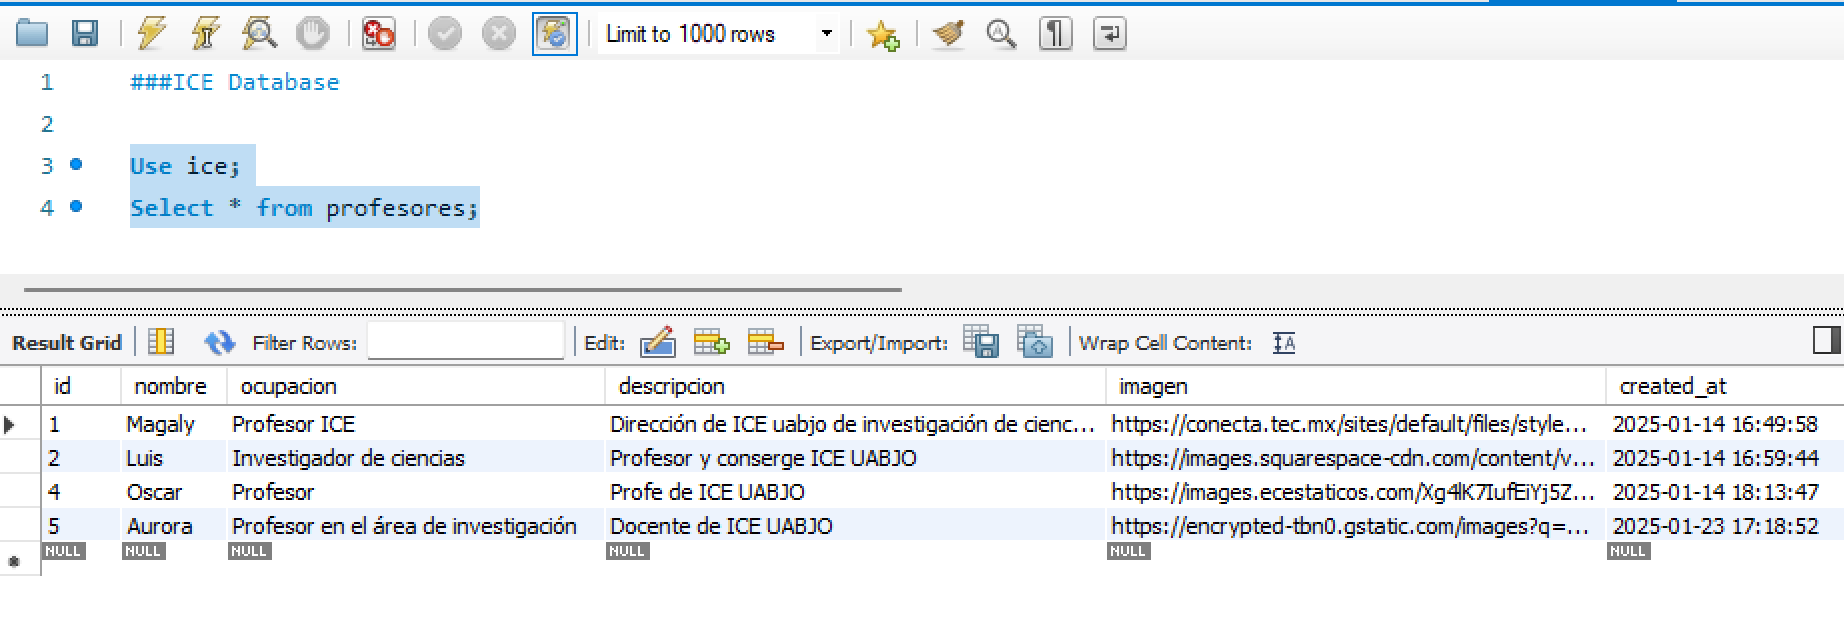 Limit to 1000 rows
1 ###ICE Database
2
3 Use ice;
4 Select * from profesores;
Result Grid Filter Rows: Edit: Export/Import: Wrap Cell Content:
id nombre ocupacion descripcion imagen created_at
1 Magaly Profesor ICE Dirección de ICE uabjo de investigación de cienc... https://conecta.tec.mx/sites/default/files/style... 2025-01-14 16:49:58
2 Luis Investigador de ciencias Profesor y conserge ICE UABJO https://images.squarespace-cdn.com/content/v... 2025-01-14 16:59:44
4 Oscar Profesor Profe de ICE UABJO https://images.ecestaticos.com/Xg4lK7IufEiYj5Z... 2025-01-14 18:13:47
5 Aurora Profesor en el área de investigación Docente de ICE UABJO https://encrypted-tbn0.gstatic.com/images?q=... 2025-01-23 17:18:52
NULL NULL NULL NULL NULL NULL